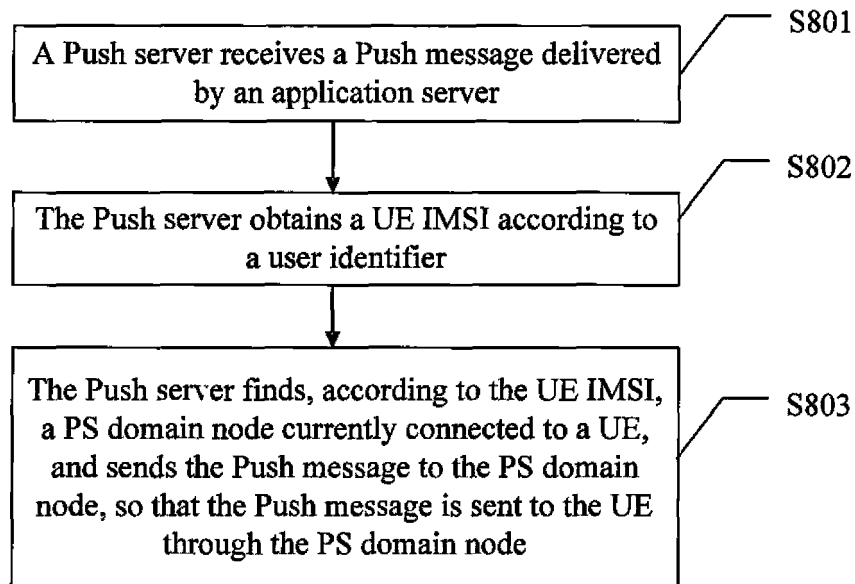 S801
A Push server receives a Push message delivered
by an application server
S802
The Push server obtains a UE IMSI according to
a user identifier
S803
The Push server finds, according to the UE IMSI,
a PS domain node currently connected to a UE,
and sends the Push message to the PS domain
node, so that the Push message is sent to the UE
through the PS domain node